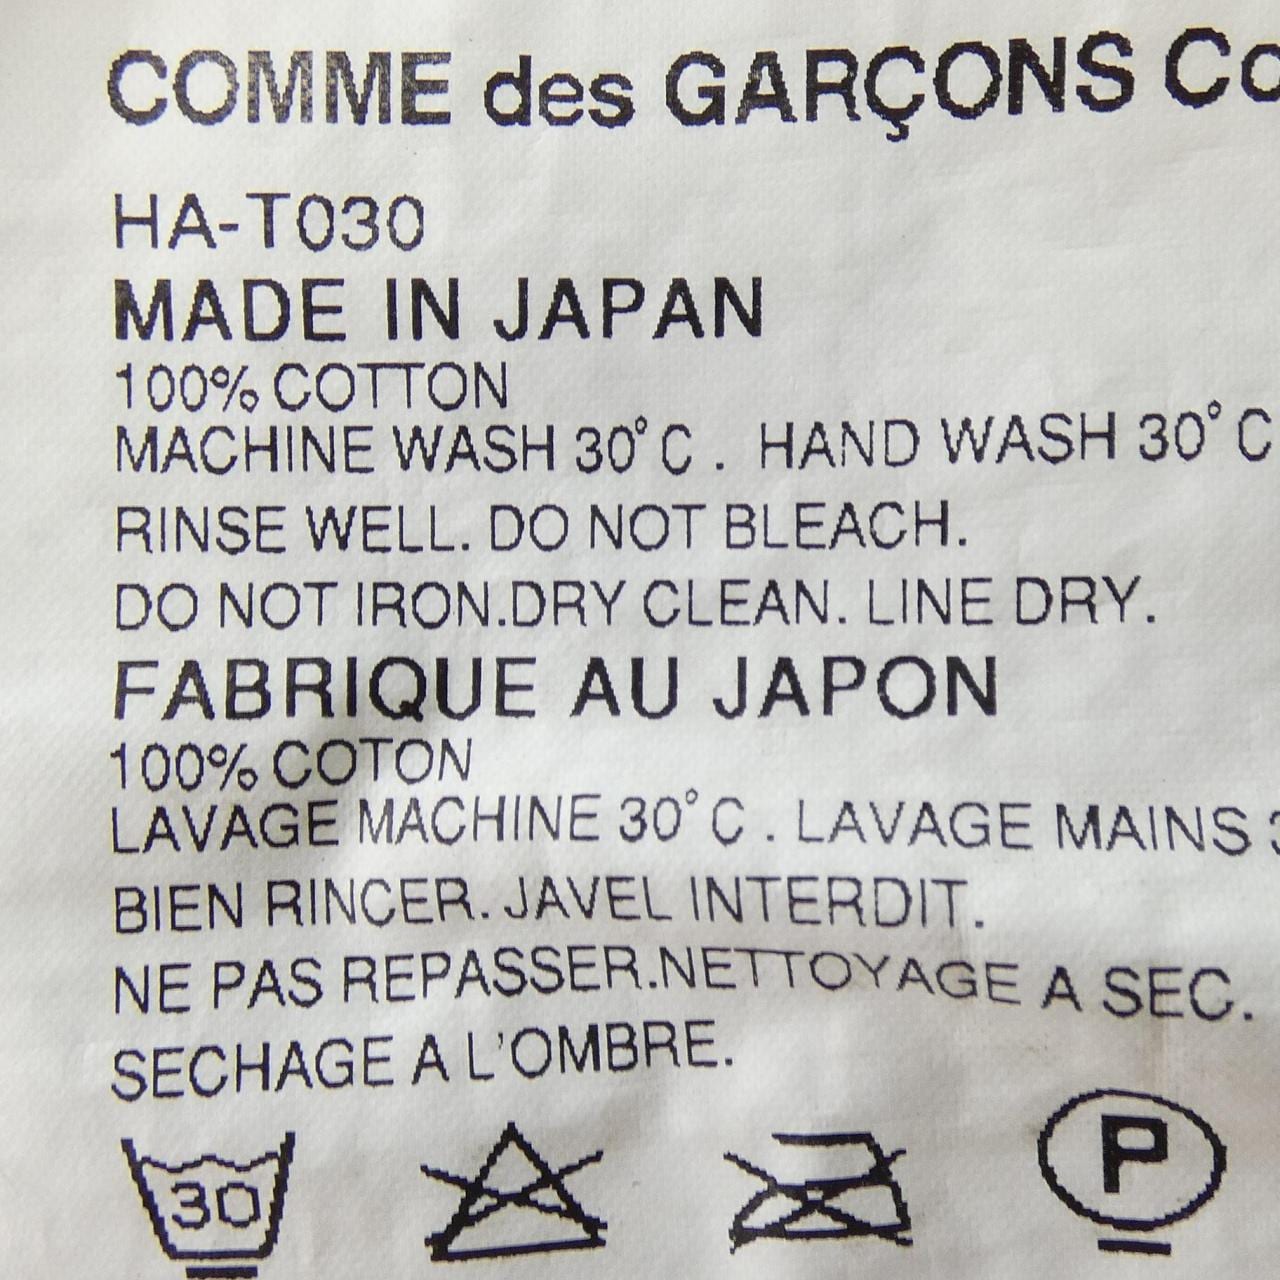 COMME des GARÇONS Co
HA-T030
MADE IN JAPAN
100% COTTON
MACHINE WASH 30°C . HAND WASH 30°C
RINSE WELL. DO NOT BLEACH.
DO NOT IRON.DRY CLEAN. LINE DRY.
FABRIQUE AU JAPON
100% COTON
LAVAGE MACHINE 30°C . LAVAGE MAINS 3
BIEN RINCER. JAVEL INTERDIT.
NE PAS REPASSER.NETTOYAGE A SEC.
SECHAGE A L'OMBRE.
30 P